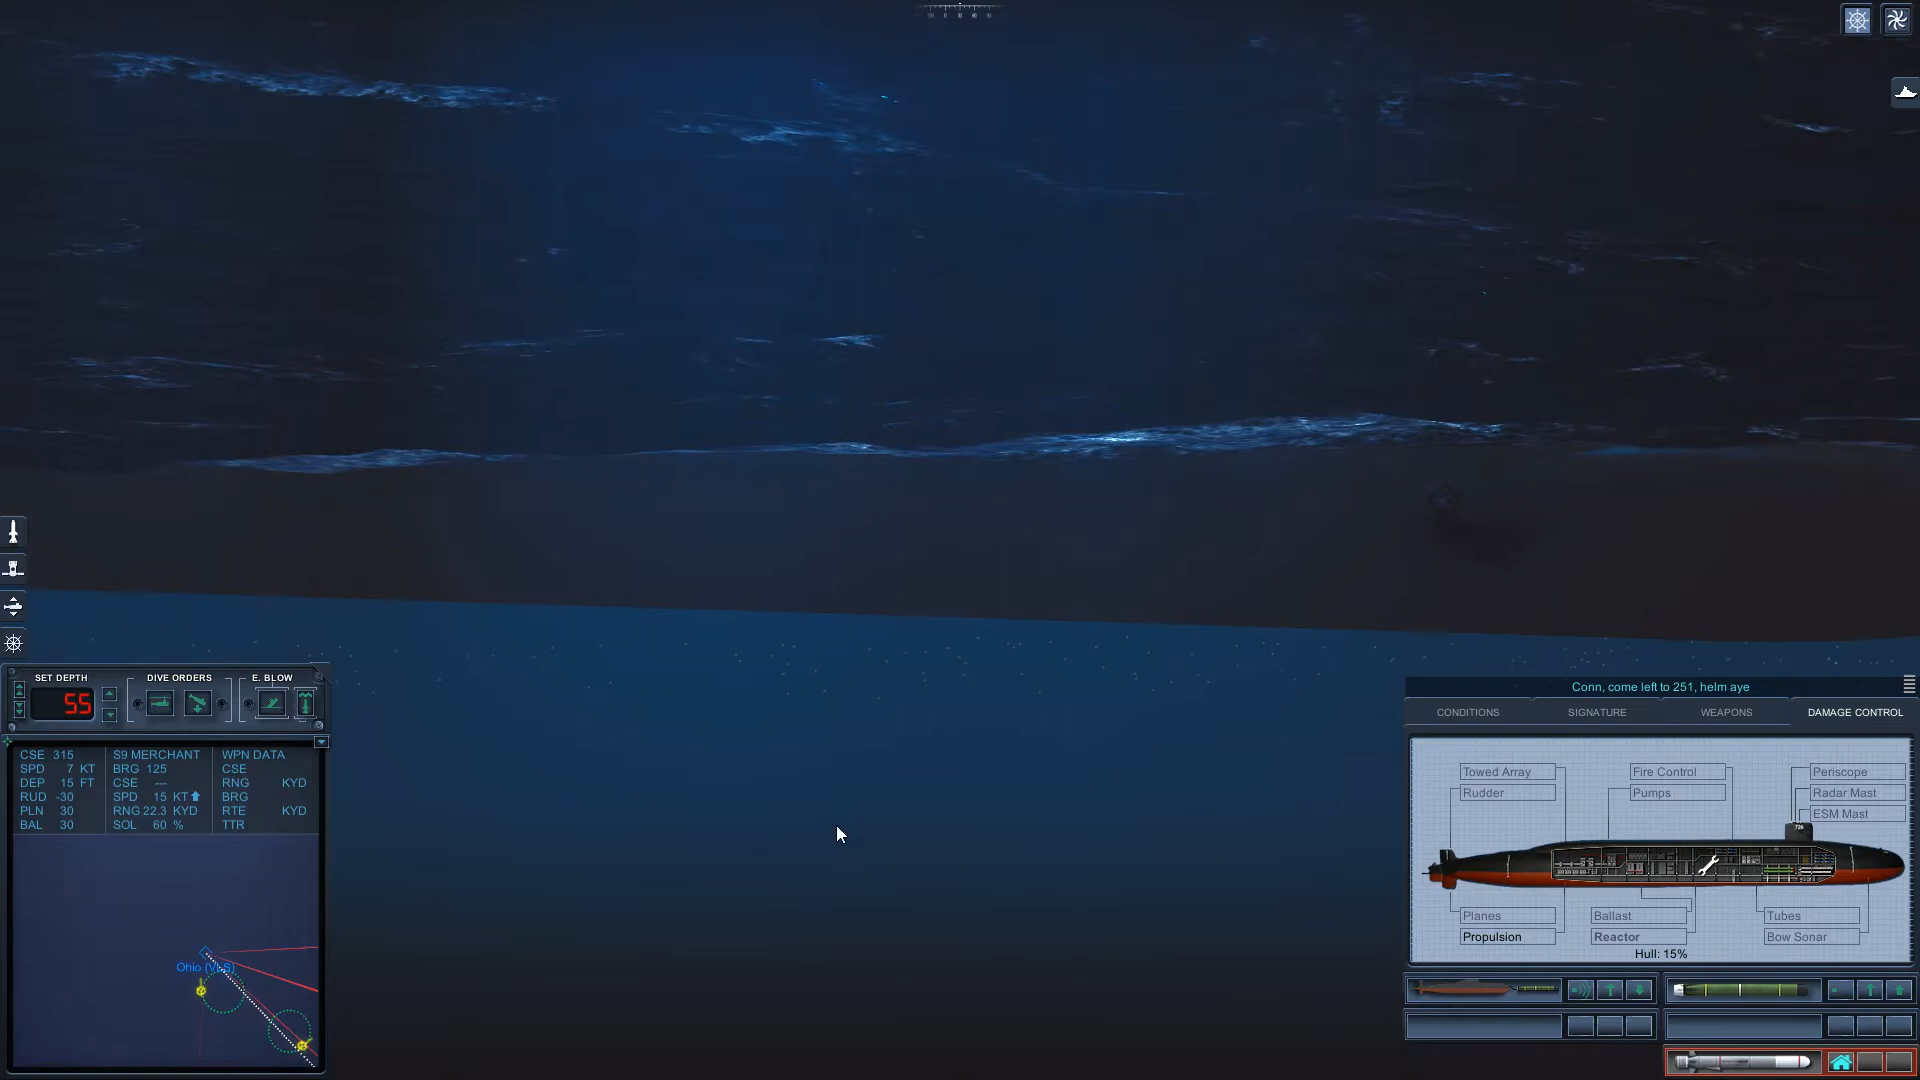 SET DEPTH
DIVE ORDERS
E. BLOW
55
CSE 315
SPD 7 KT
DEP 15 FT
RUD -30
PLN 30
BAL 30
S9 MERCHANT
BRG 125
CSE ---
SPD 15 KT
RNG 22.3 KYD
SOL 60 %
WPN DATA
CSE
RNG KYD
BRG
RTE KYD
TTR
Ohio (VLS)
Conn, come left to 251, helm aye
CONDITIONS
SIGNATURE
WEAPONS
DAMAGE CONTROL
Towed Array
Rudder
Fire Control
Pumps
Periscope
Radar Mast
ESM Mast
726
Planes
Propulsion
Ballast
Reactor
Tubes
Bow Sonar
Hull: 15%